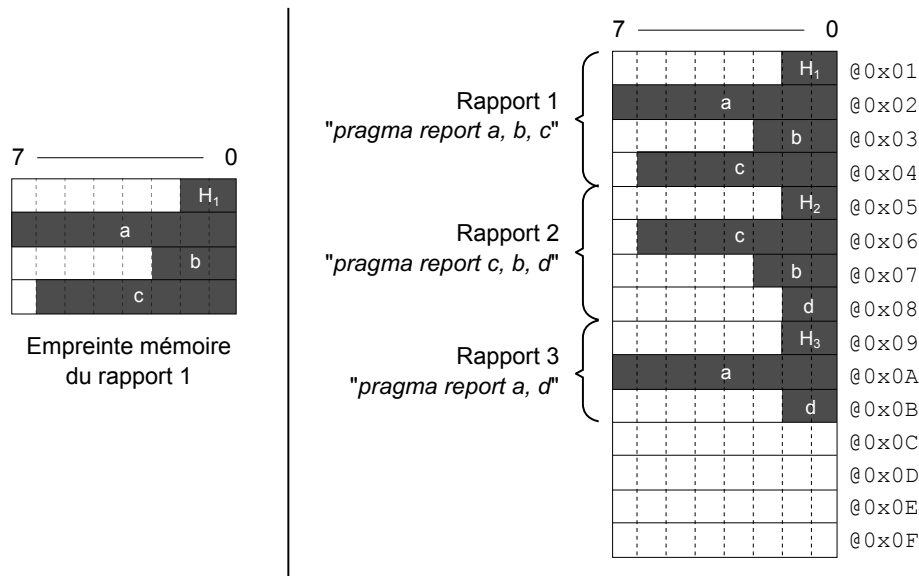 7 0
H₁
a
b
c
Empreinte mémoire
du rapport 1
7 0
Rapport 1
"pragma report a, b, c"
H₁ @0x01
a @0x02
b @0x03
c @0x04
Rapport 2
"pragma report c, b, d"
H₂ @0x05
c @0x06
b @0x07
d @0x08
Rapport 3
"pragma report a, d"
H₃ @0x09
a @0x0A
d @0x0B
@0x0C
@0x0D
@0x0E
@0x0F